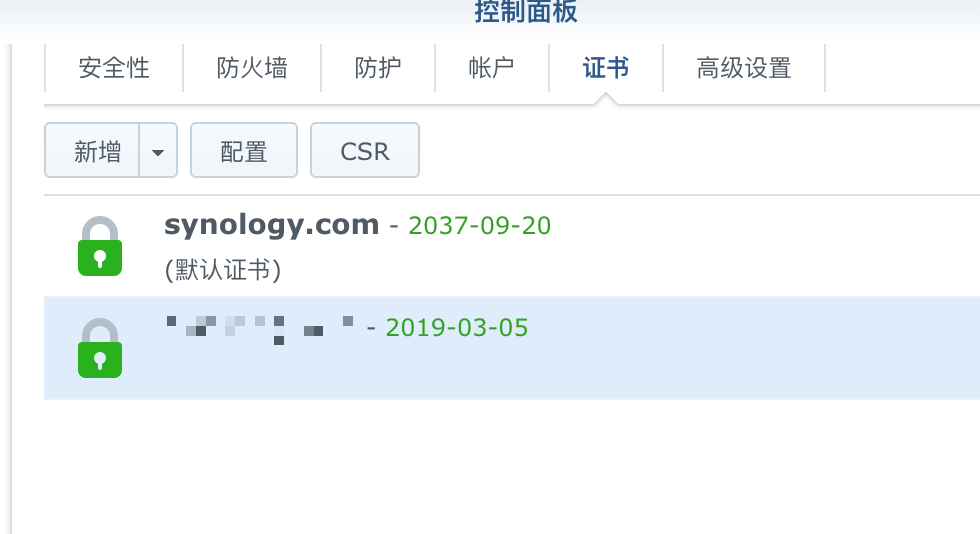 控制面板
安全性 防火墙 防护 帐户 证书 高级设置
新增 配置 CSR
synology.com - 2037-09-20
(默认证书)
- 2019-03-05